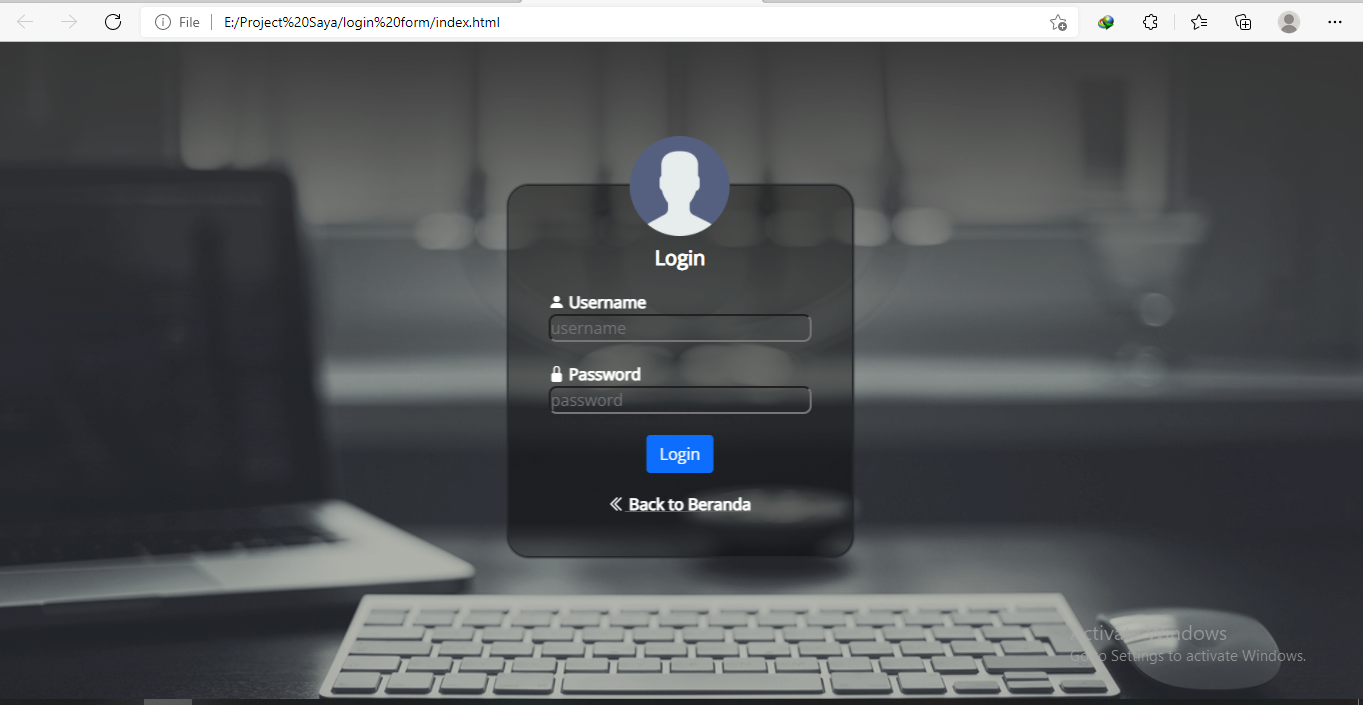 File
E:/Project%20Saya/login%20form/index.html
Login
Username
username
Password
password
Login
Back to Beranda
Activate Windows
Go to Settings to activate Windows.